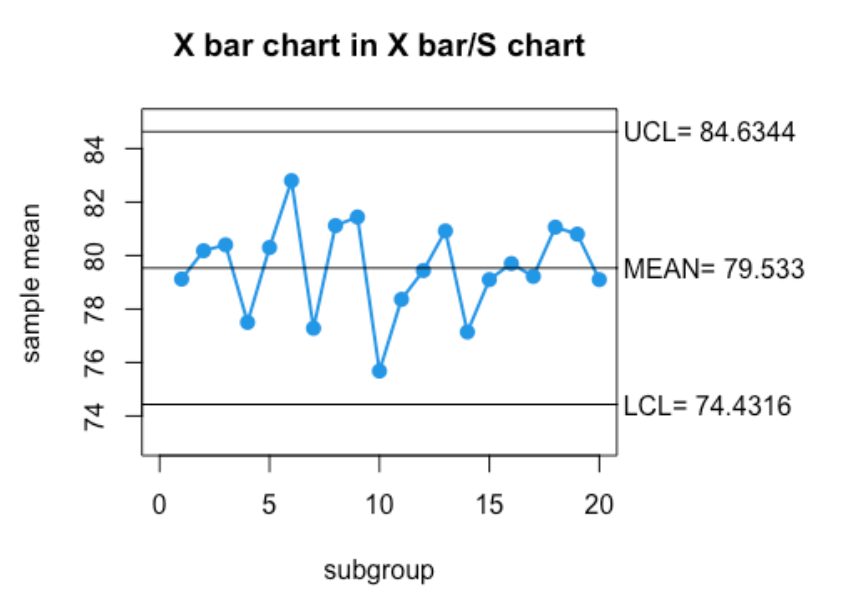 X bar chart in X bar/S chart
UCL= 84.6344
84
82
80
MEAN= 79.533
78
76
LCL= 74.4316
74
sample mean
0 5 10 15 20
subgroup